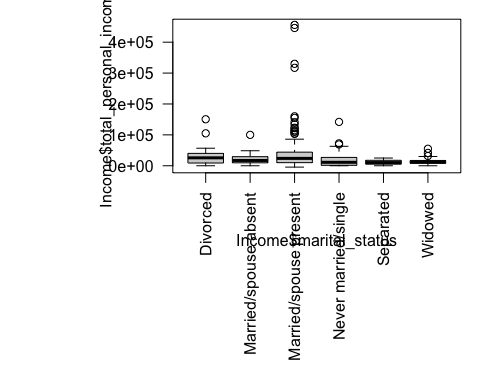 Income$total_personal_incom
4e+05
3e+05
2e+05
1e+05
0e+00
Divorced
Married/spouse absent
Married/spouse present
Never married/single
Separated
Widowed
Income$marital_status